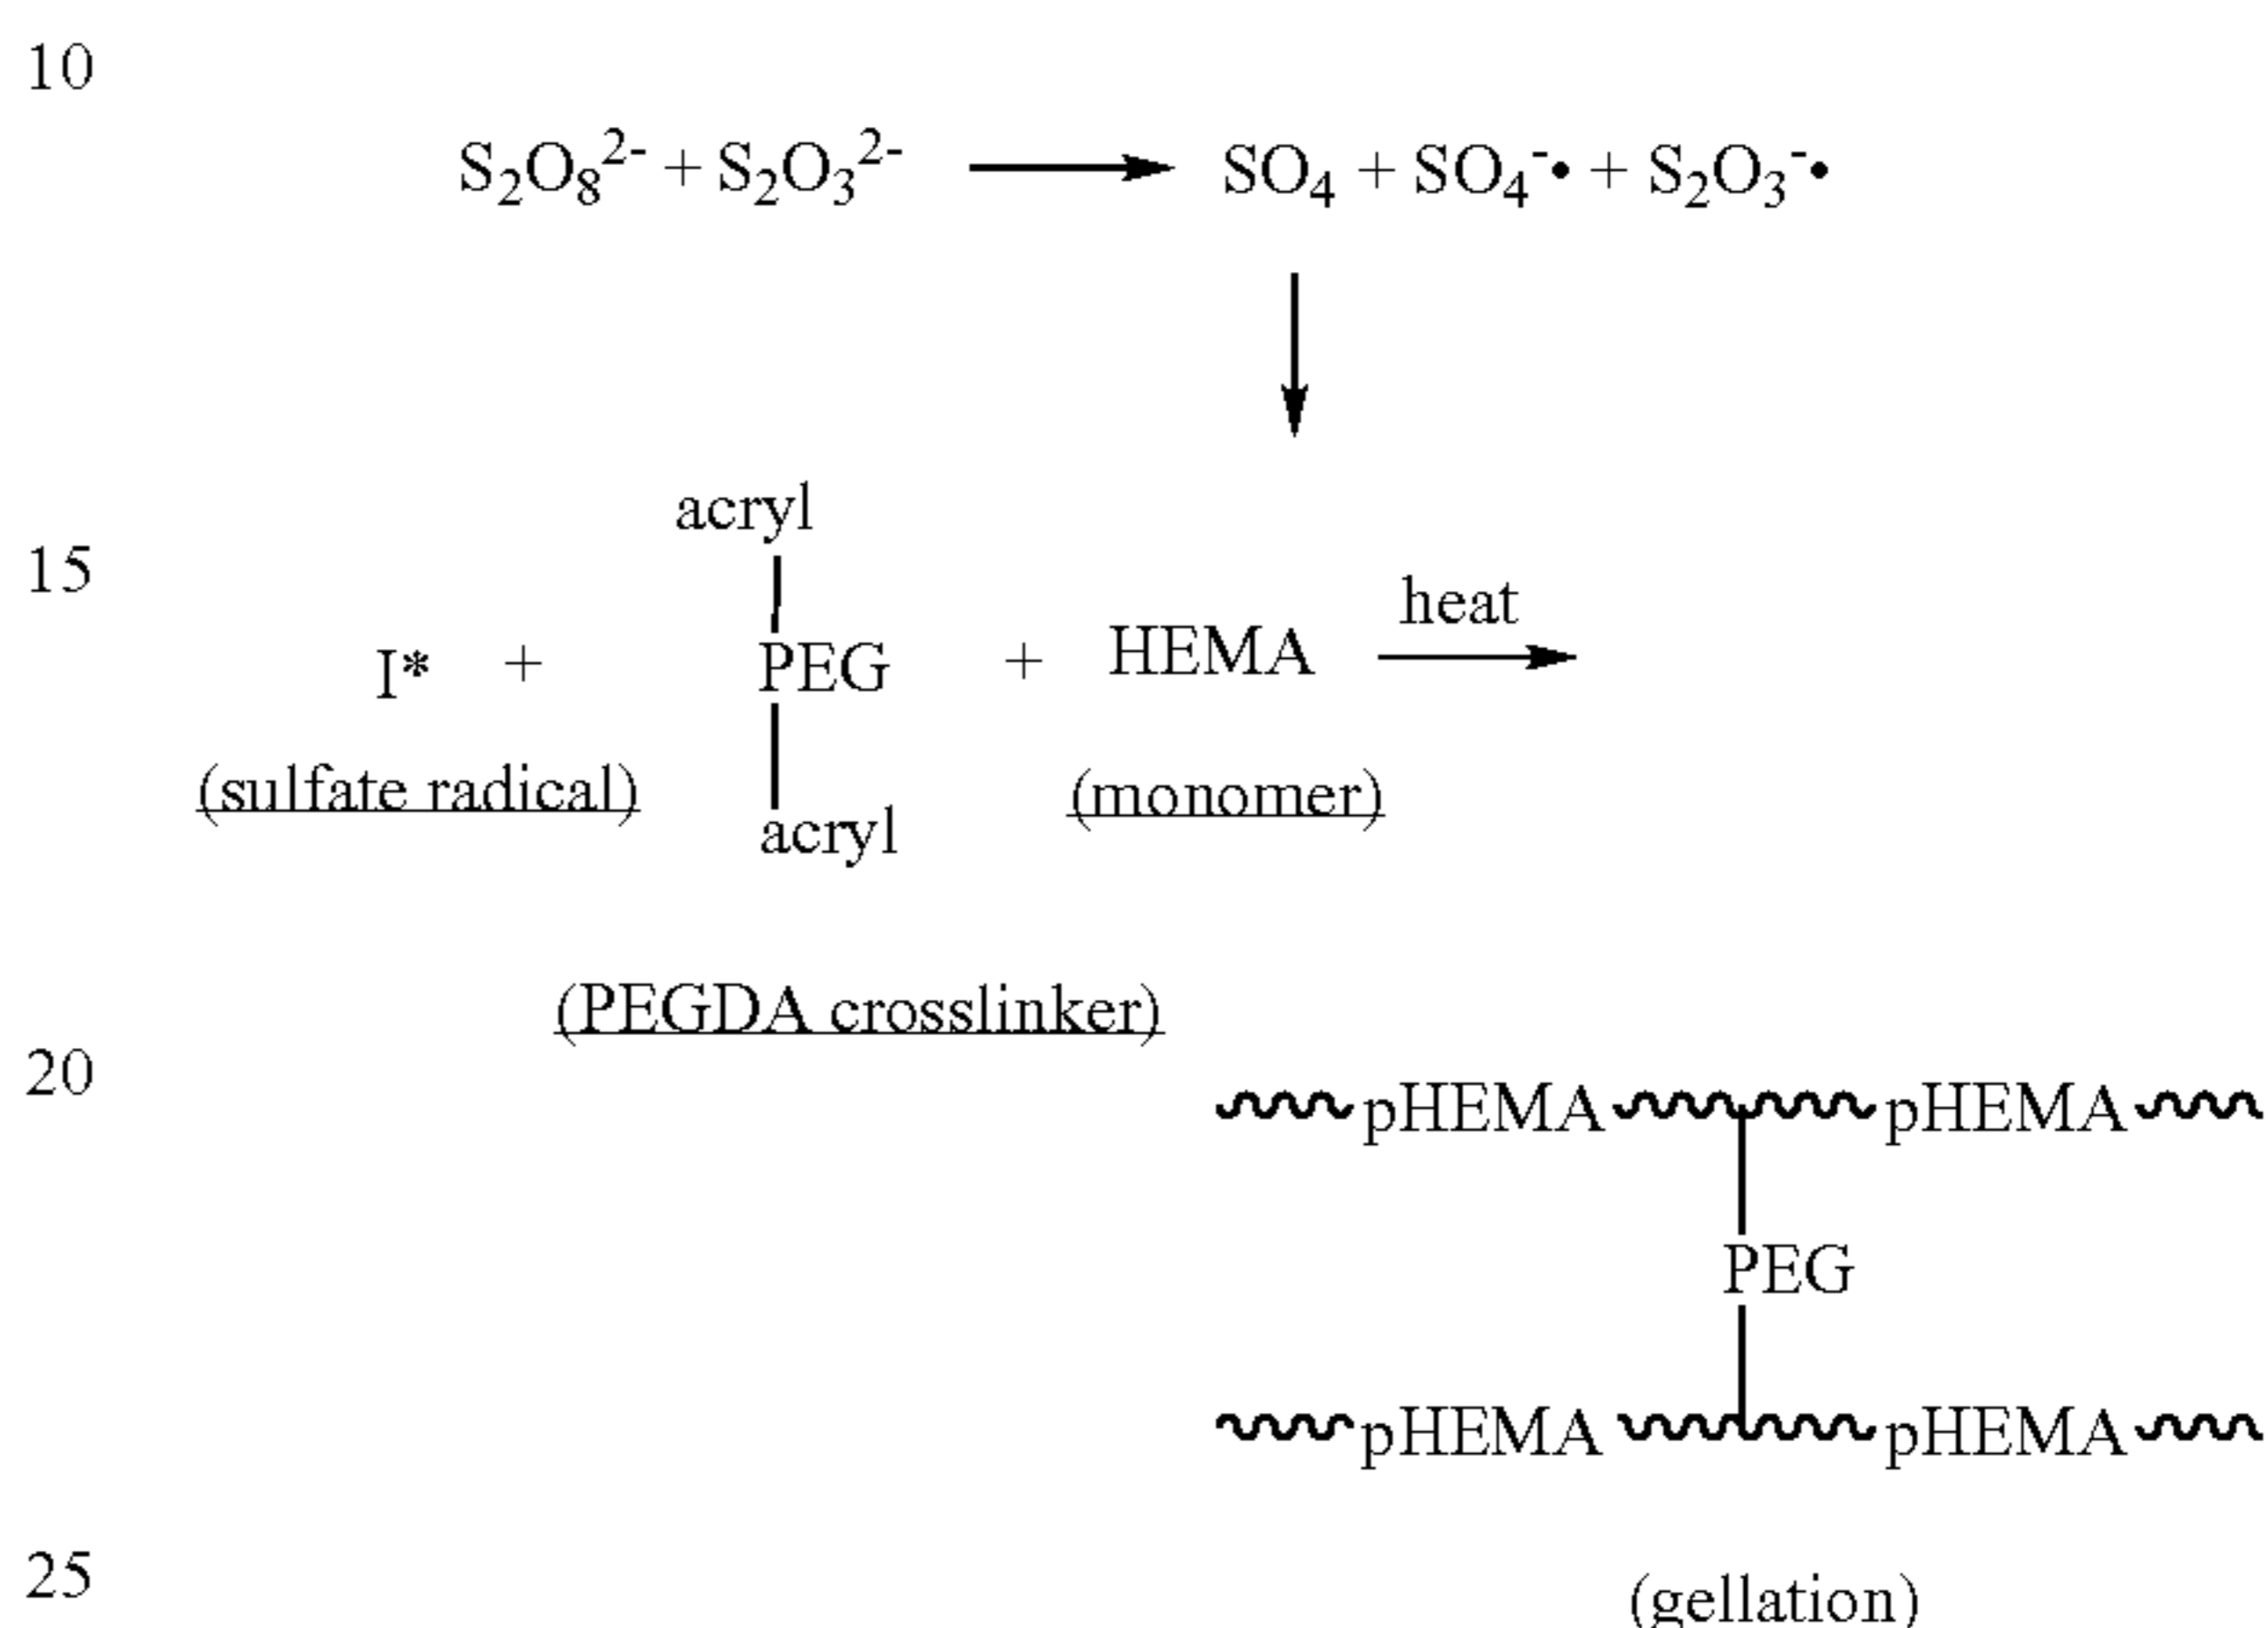 10
S₂O₈²⁻ + S₂O₃²⁻ ⟶ SO₄ + SO₄⁻• + S₂O₃⁻•
acryl
15
heat
I* + PEG + HEMA
(sulfate radical) (monomer)
acryl
(PEGDA crosslinker)
20
pHEMA pHEMA
PEG
pHEMA pHEMA
25
(gellation)